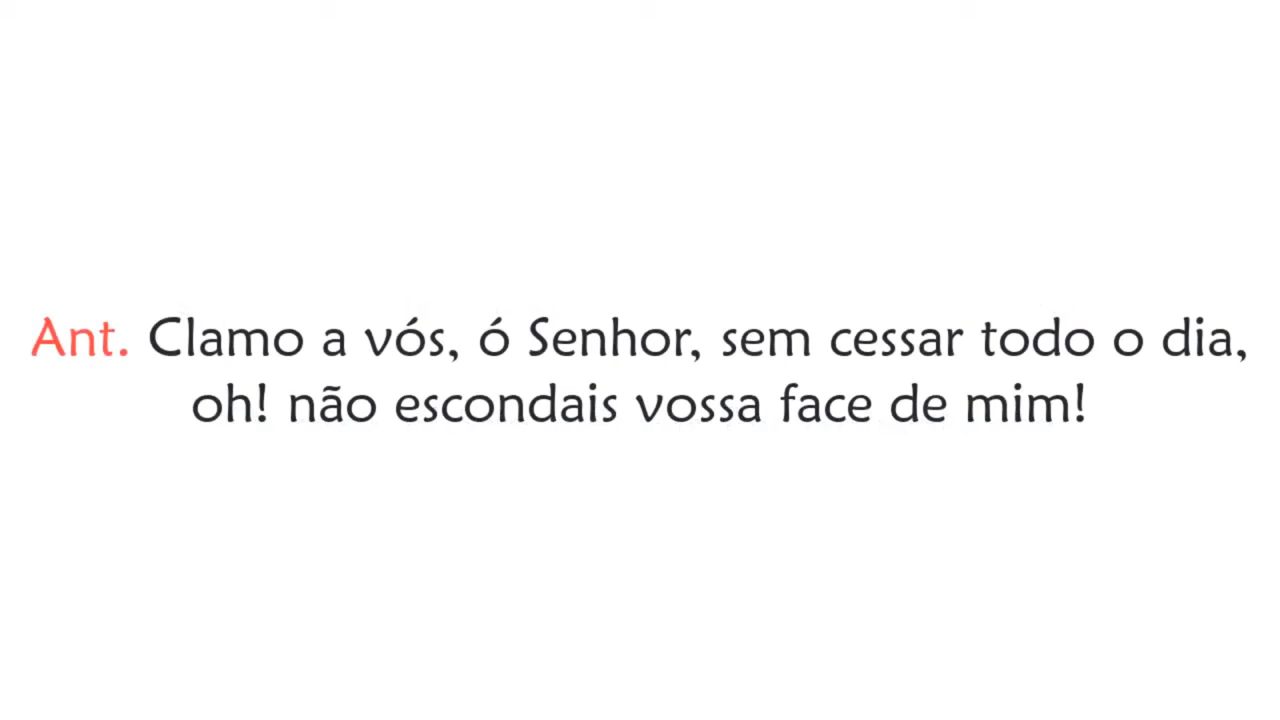 Ant. Clamo a vós, ó Senhor, sem cessar todo o dia,
oh! não escondais vossa face de mim!